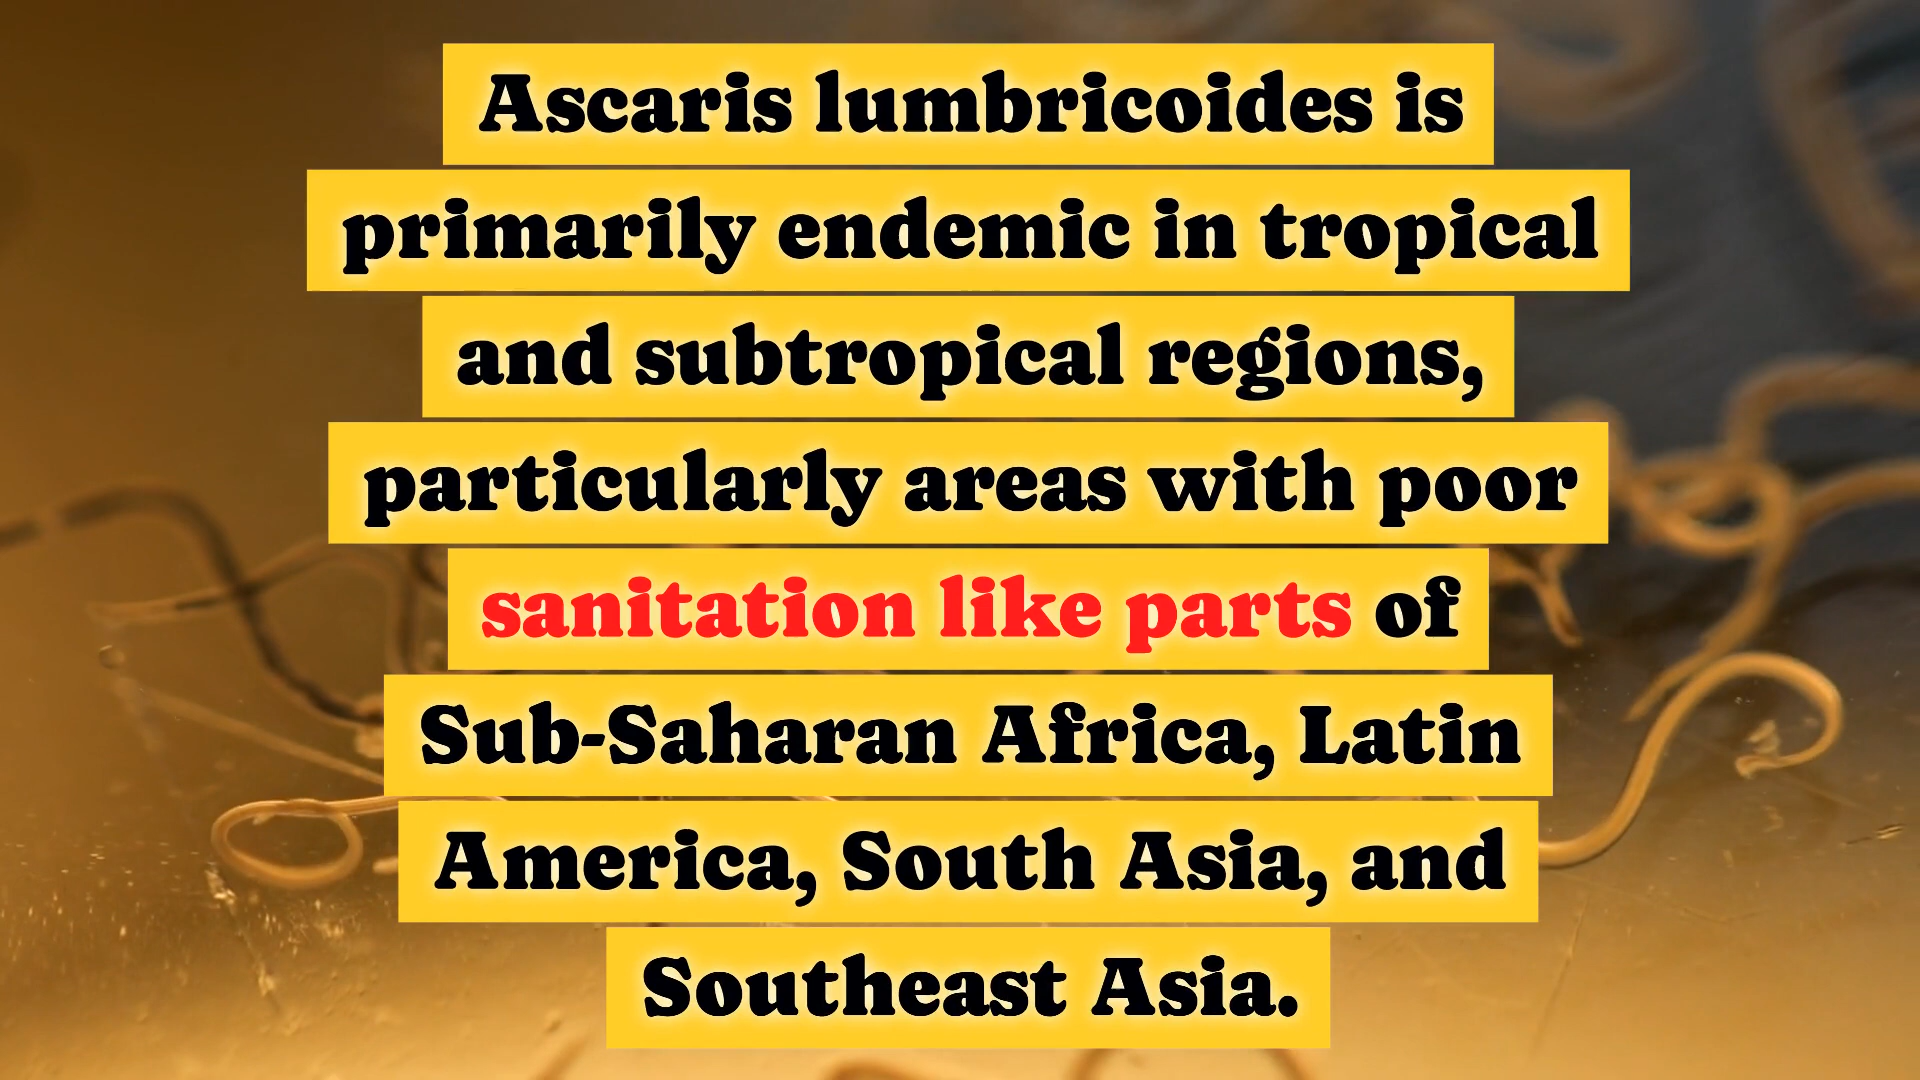 Ascaris lumbricoides is
primarily endemic in tropical
and subtropical regions,
particularly areas with poor
sanitation like parts of
Sub-Saharan Africa, Latin
America, South Asia, and
Southeast Asia.